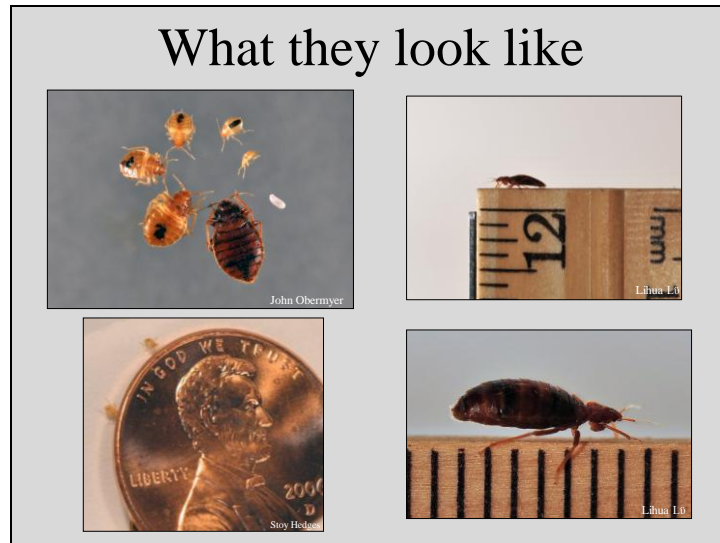 What they look like
John Obermyer
12
mm
Lihua Lü
IN GOD WE TRUST
LIBERTY
2006
D
Stoy Hedges
Lihua Lü